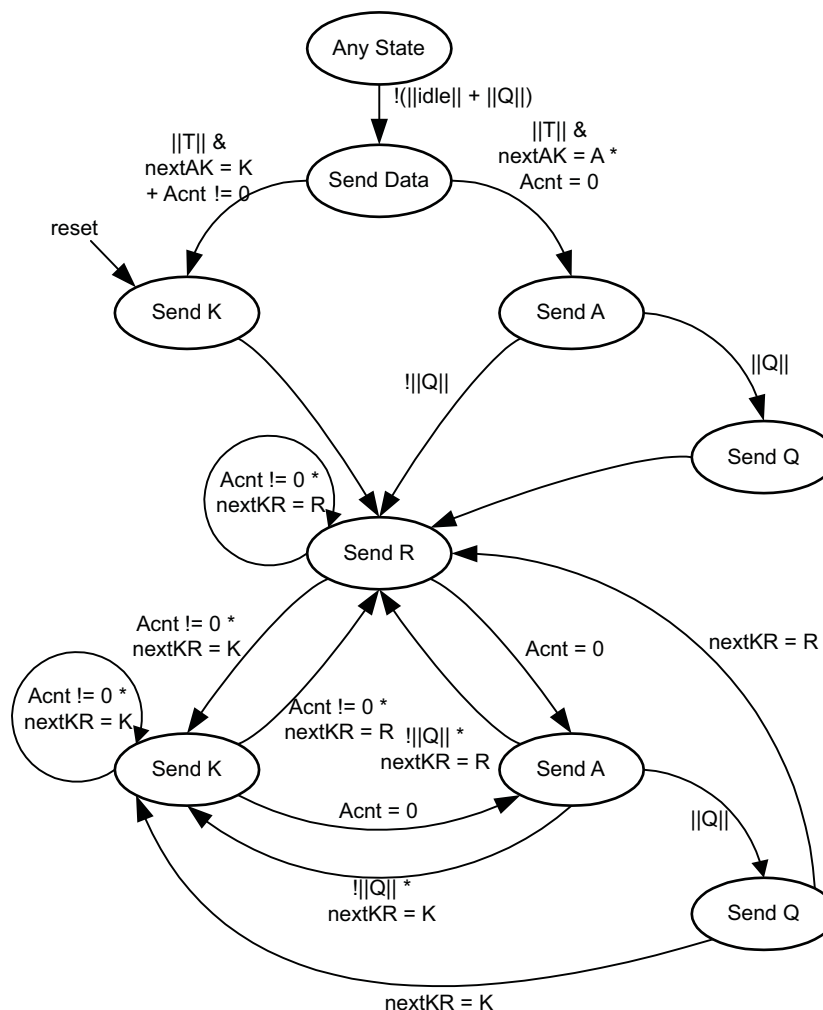 Any State
!(||idle|| + ||Q||)
||T|| &
nextAK = K
+ Acnt != 0
||T|| &
nextAK = A *
Acnt = 0
Send Data
reset
Send K
Send A
!||Q||
||Q||
Send Q
Acnt != 0 *
nextKR = R
Send R
Acnt != 0 *
nextKR = K
Acnt = 0
nextKR = R
Acnt != 0 *
nextKR = K
Acnt != 0 *
nextKR = R
!||Q|| *
nextKR = R
Send K
Send A
Acnt = 0
||Q||
!||Q|| *
nextKR = K
Send Q
nextKR = K